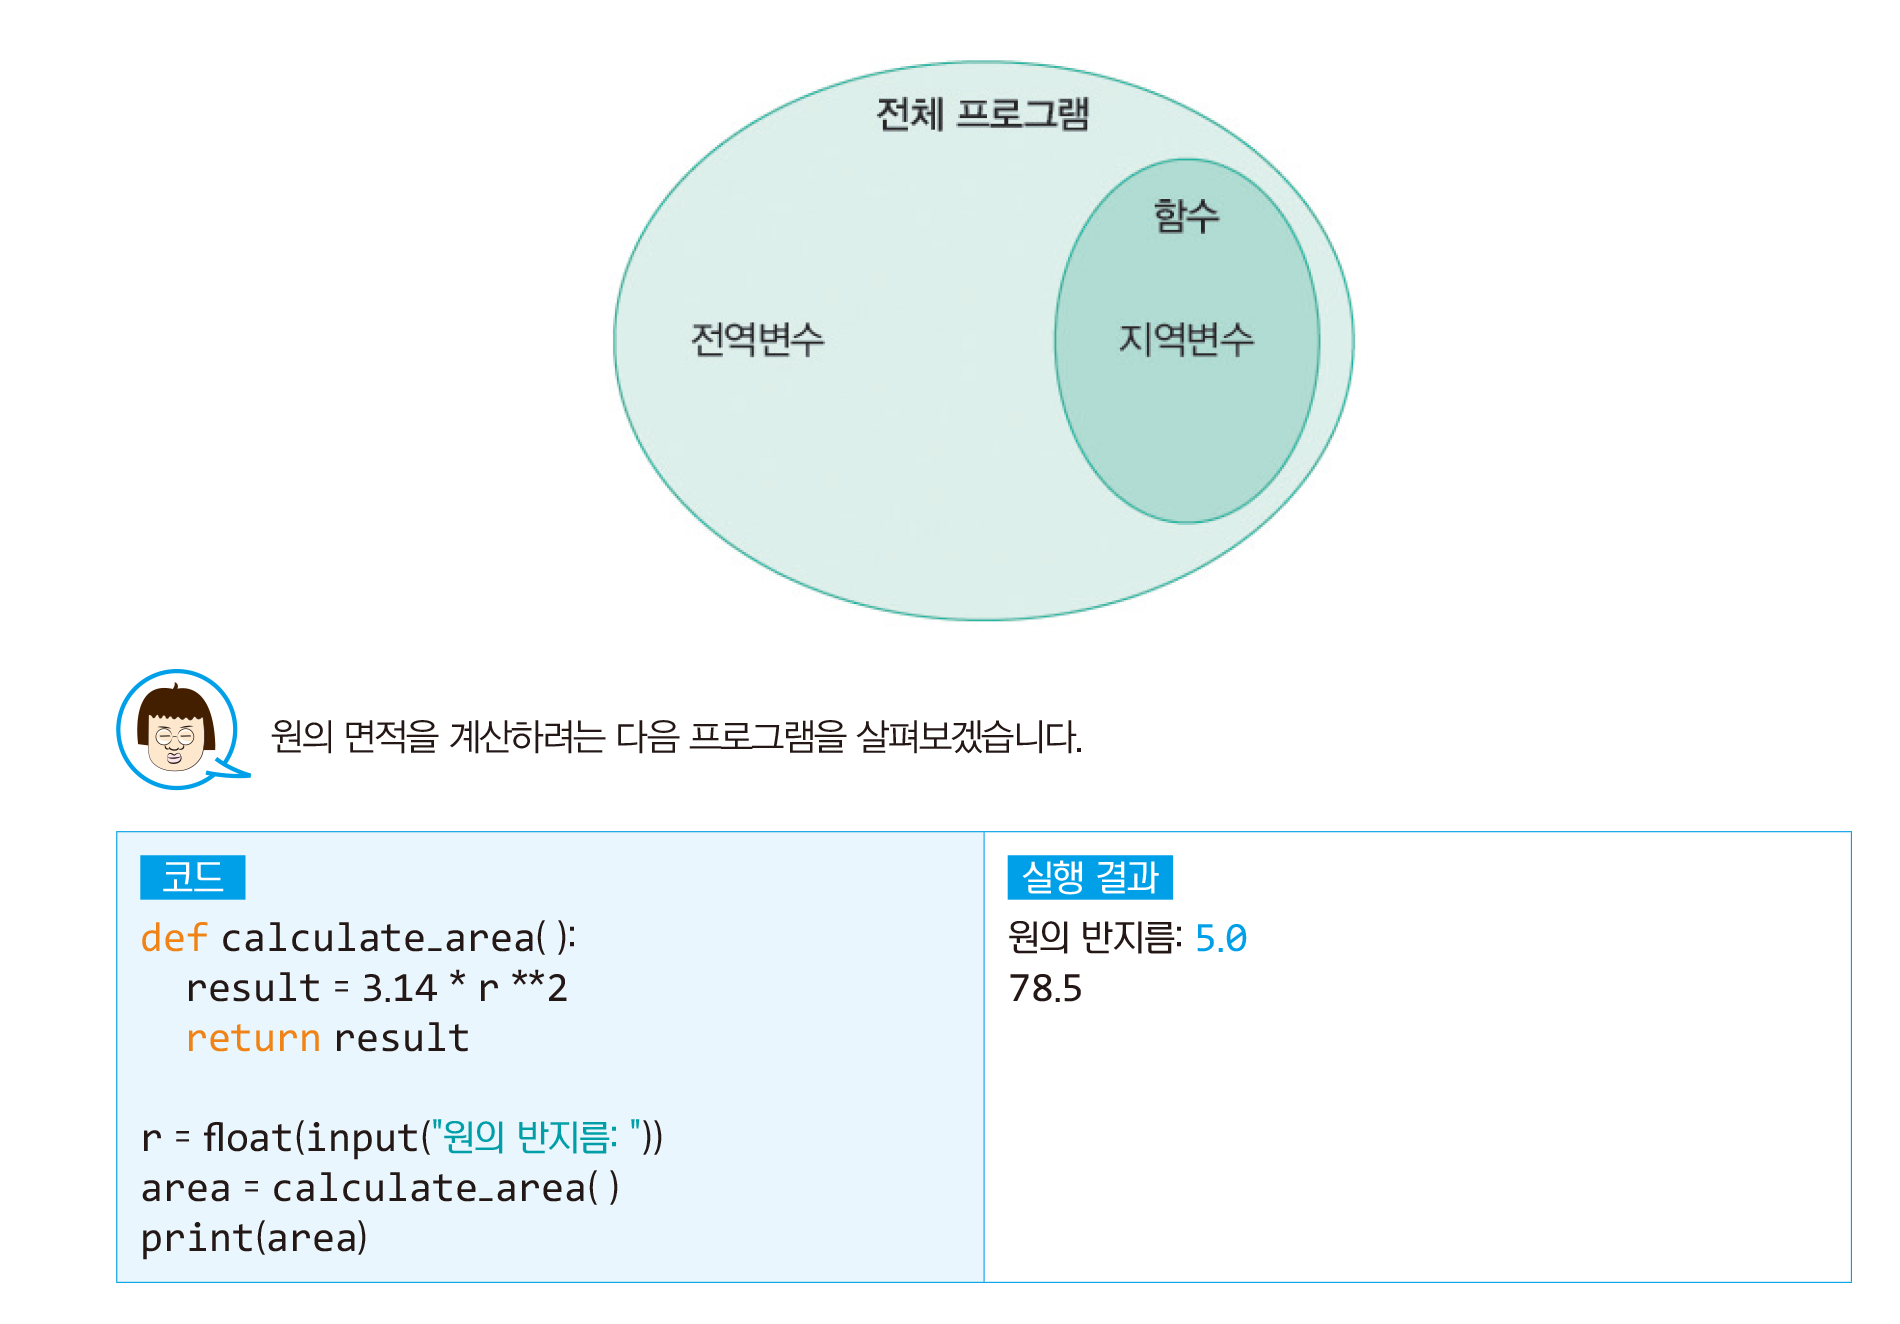 전체 프로그램
함수
전역변수
지역변수
원의 면적을 계산하려는 다음 프로그램을 살펴보겠습니다.
코드
def calculate_area( ):
result = 3.14 * r **2
return result
r = float(input("원의 반지름: "))
area = calculate_area( )
print(area)
실행 결과
원의 반지름: 5.0
78.5